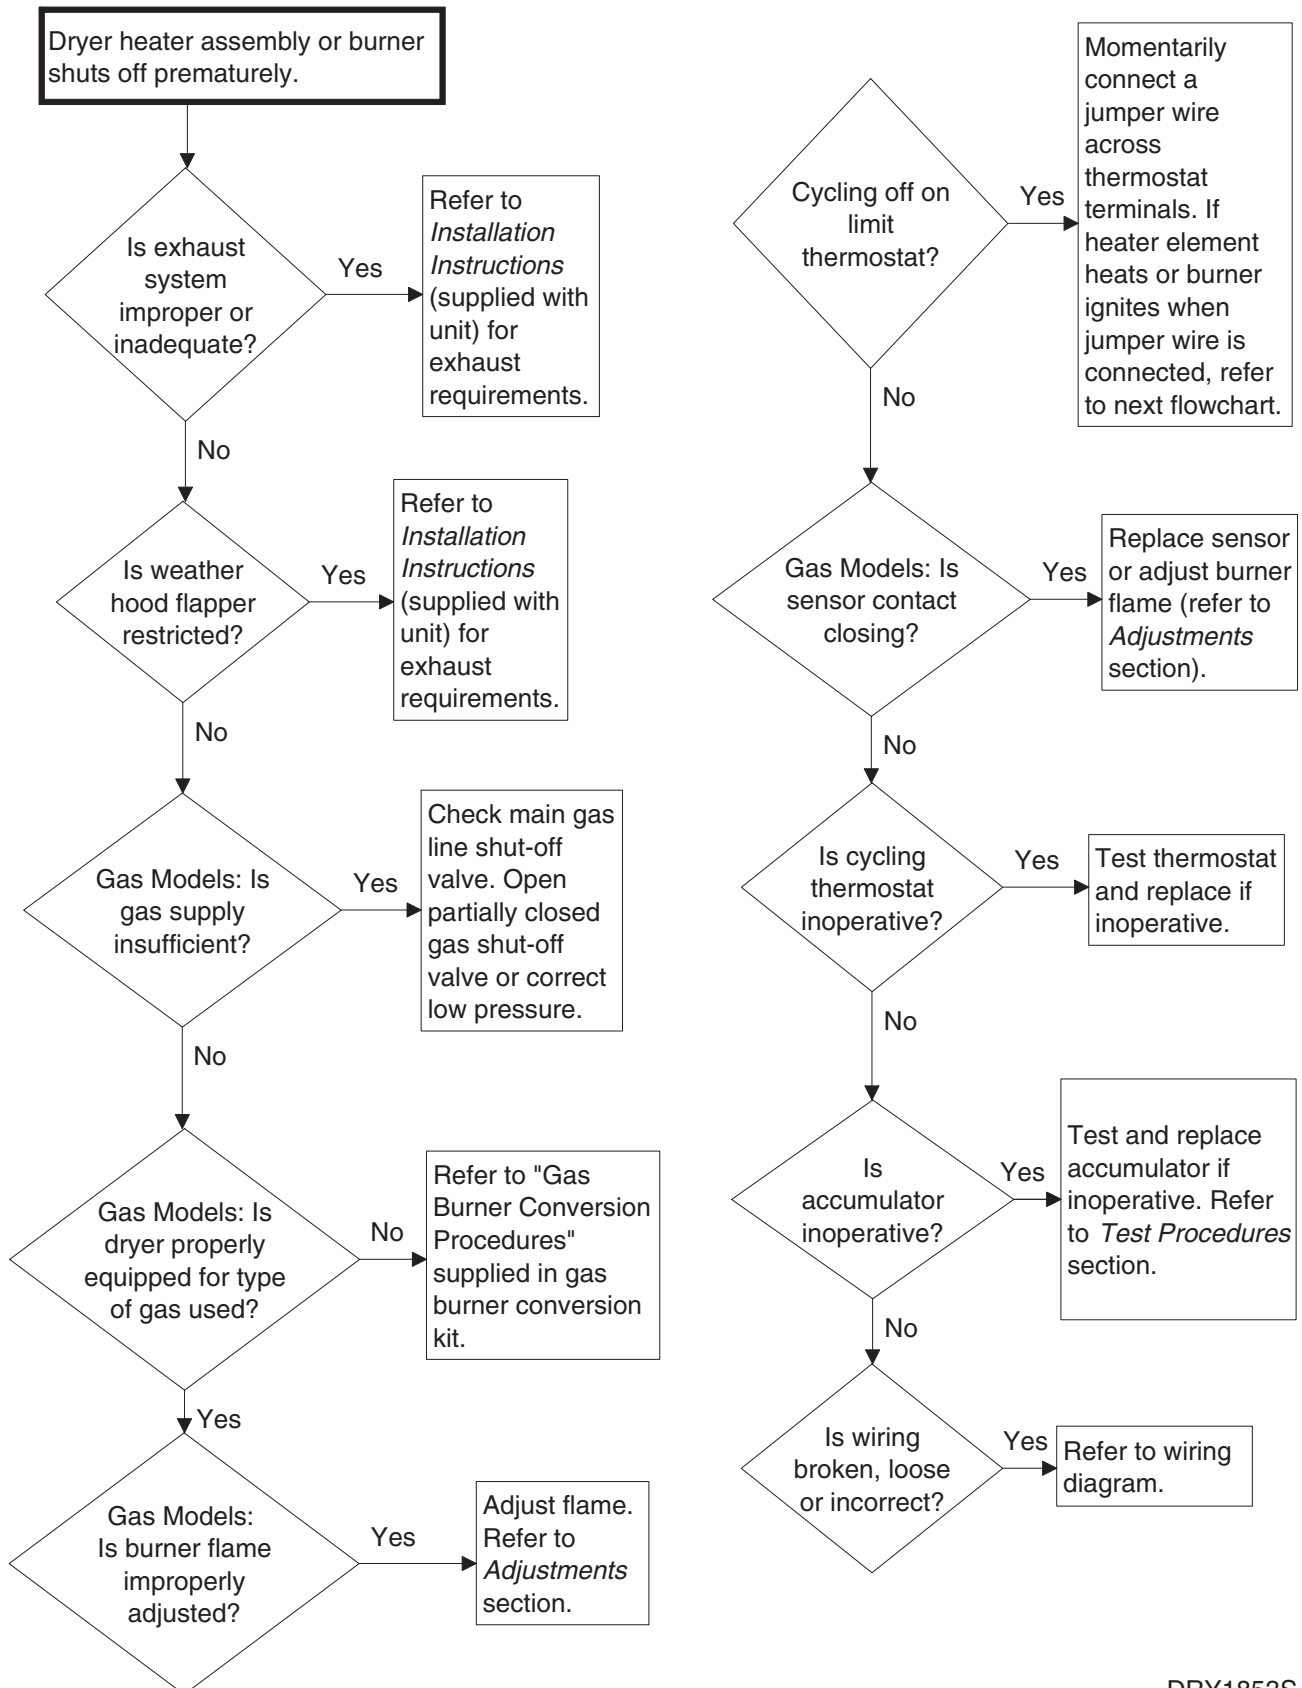 Dryer heater assembly or burner
shuts off prematurely.
Is exhaust
system
improper or
inadequate?
Yes
Refer to
Installation
Instructions
(supplied with
unit) for
exhaust
requirements.
No
Is weather
hood flapper
restricted?
Yes
Refer to
Installation
Instructions
(supplied with
unit) for
exhaust
requirements.
No
Gas Models: Is
gas supply
insufficient?
Yes
Check main gas
line shut-off
valve. Open
partially closed
gas shut-off
valve or correct
low pressure.
No
Gas Models: Is
dryer properly
equipped for type
of gas used?
No
Refer to "Gas
Burner Conversion
Procedures"
supplied in gas
burner conversion
kit.
Yes
Gas Models:
Is burner flame
improperly
adjusted?
Yes
Adjust flame.
Refer to
Adjustments
section.
Cycling off on
limit
thermostat?
Yes
Momentarily
connect a
jumper wire
across
thermostat
terminals. If
heater element
heats or burner
ignites when
jumper wire is
connected, refer
to next flowchart.
No
Gas Models: Is
sensor contact
closing?
Yes
Replace sensor
or adjust burner
flame (refer to
Adjustments
section).
No
Is cycling
thermostat
inoperative?
Yes
Test thermostat
and replace if
inoperative.
No
Is
accumulator
inoperative?
Yes
Test and replace
accumulator if
inoperative. Refer
to Test Procedures
section.
No
Is wiring
broken, loose
or incorrect?
Yes
Refer to wiring
diagram.